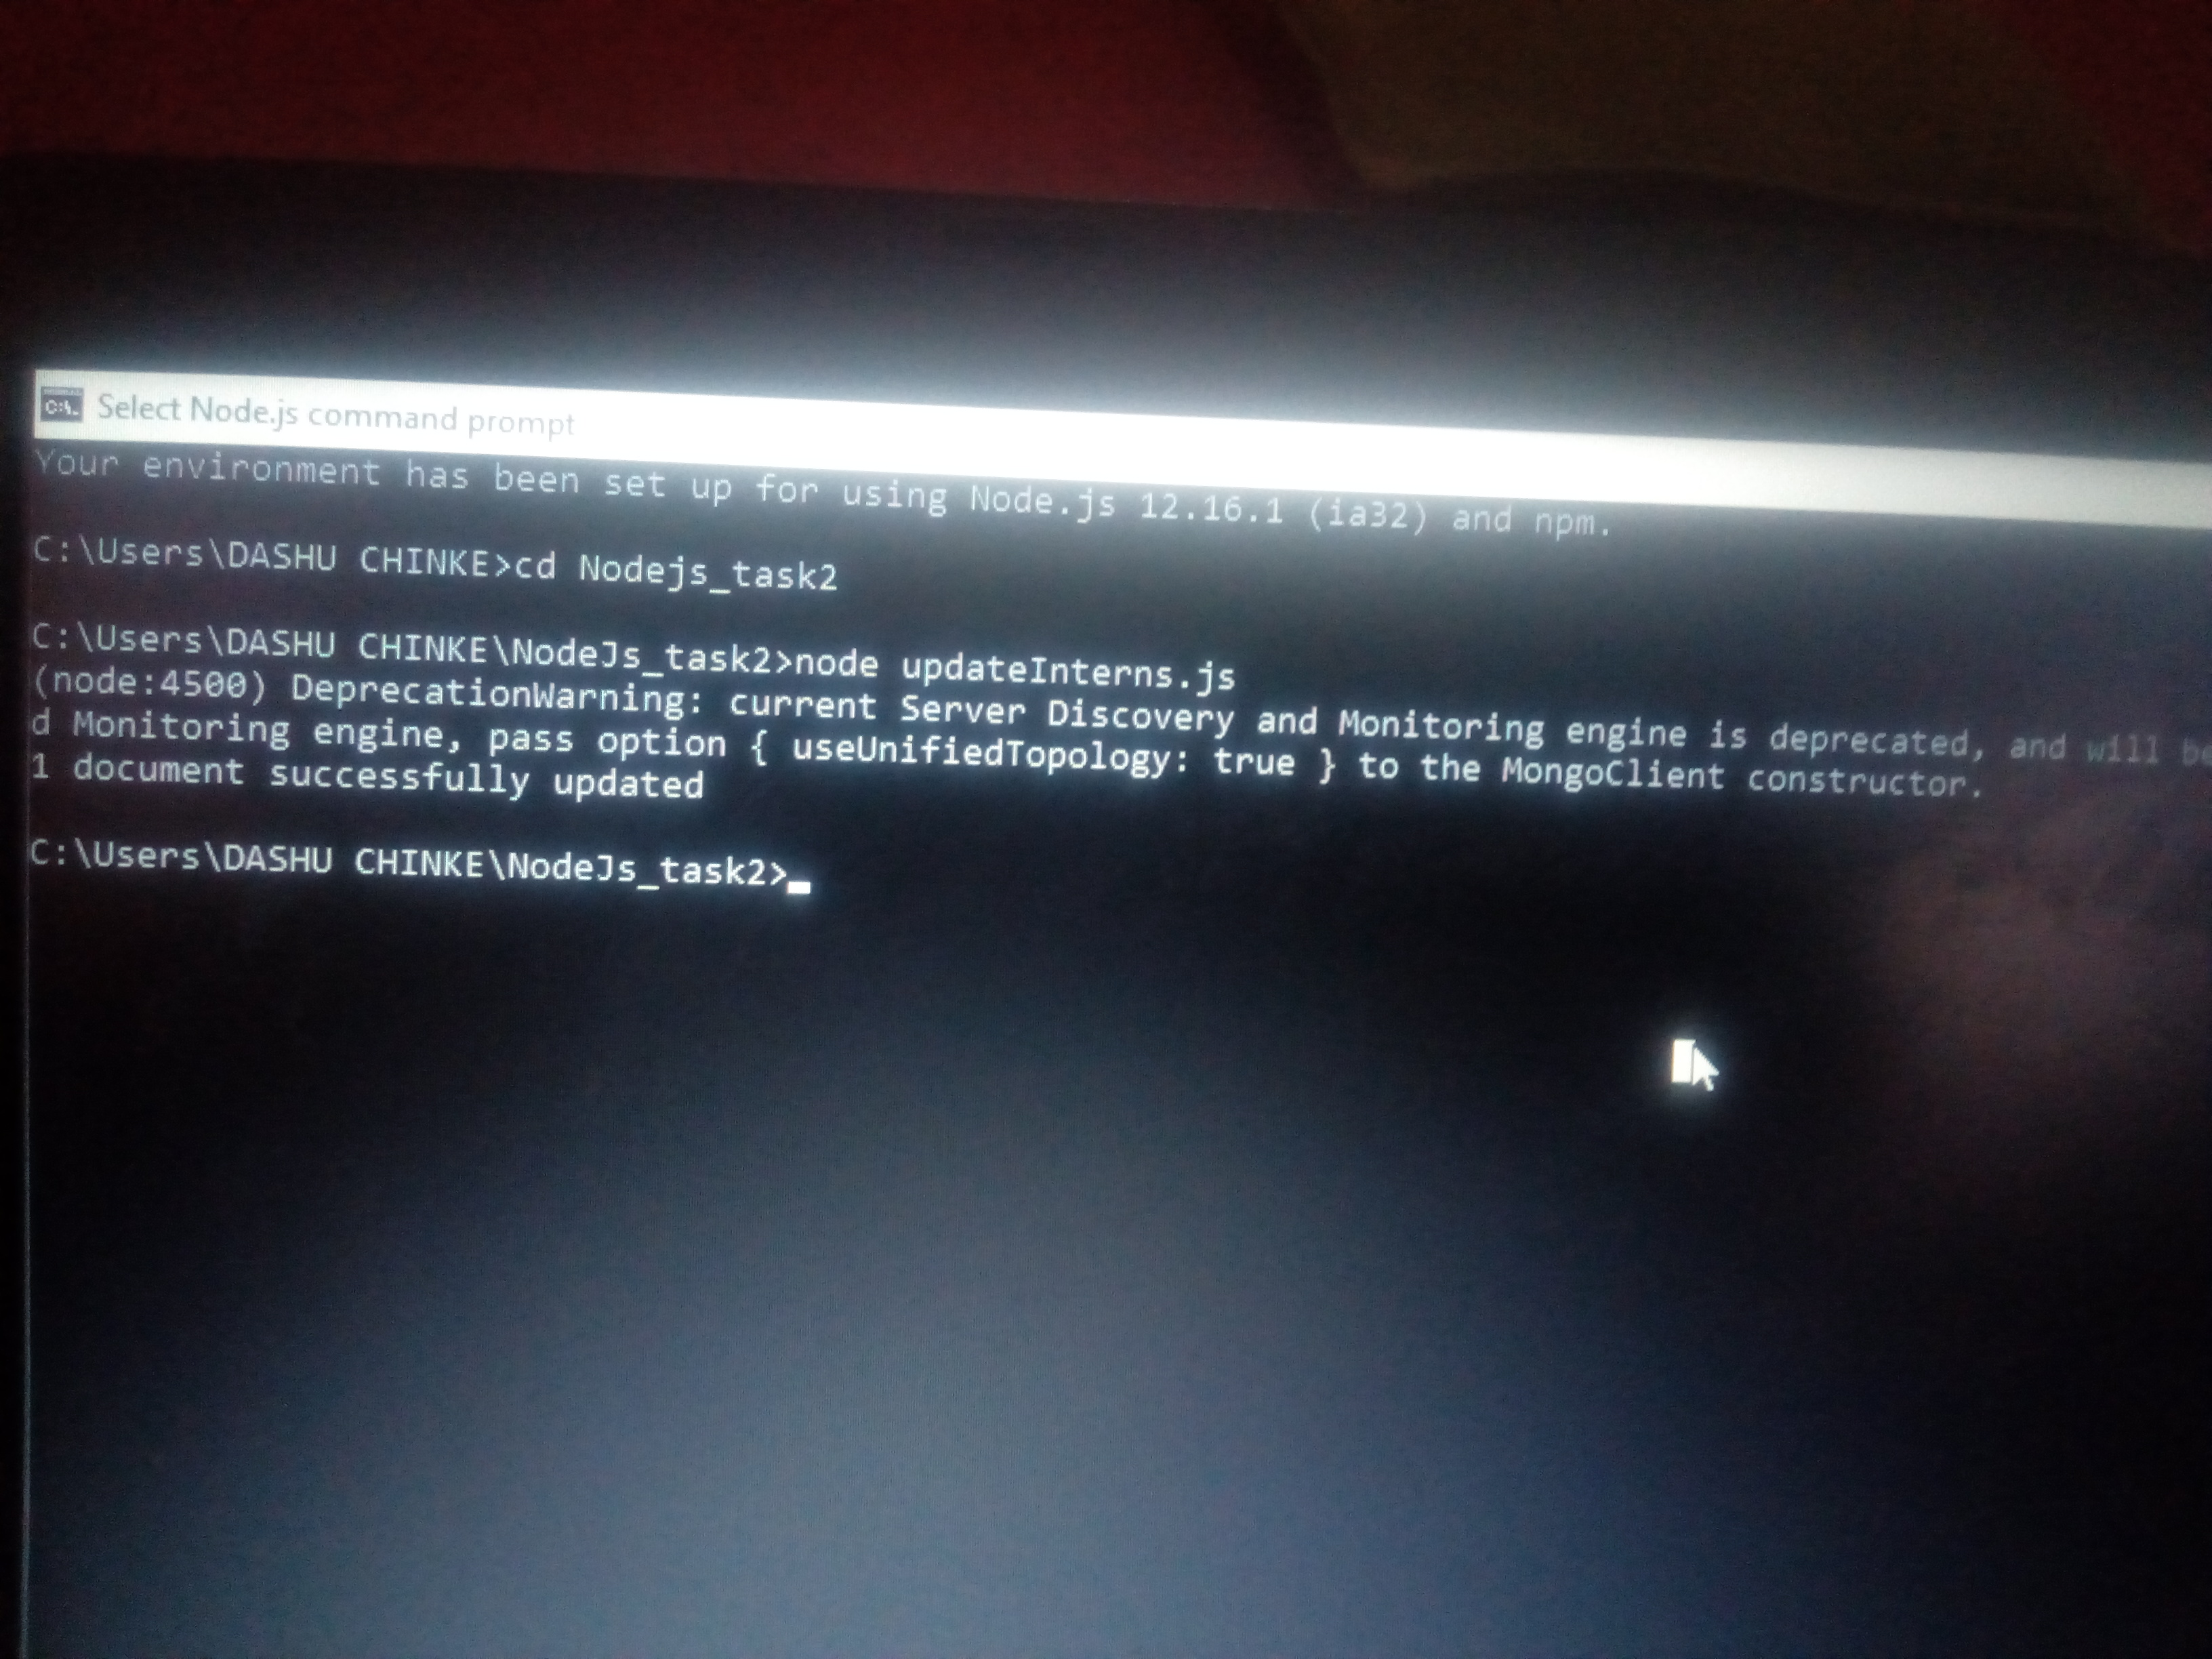 C:\.
Select Node.js command prompt
Your environment has been set up for using Node.js 12.16.1 (ia32) and npm.
C:\Users\DASHU CHINKE>cd Nodejs_task2
C:\Users\DASHU CHINKE\NodeJs_task2>node updateInterns.js
(node:4500) DeprecationWarning: current Server Discovery and Monitoring engine is deprecated, and will be
d Monitoring engine, pass option { useUnifiedTopology: true } to the MongoClient constructor.
1 document successfully updated
C:\Users\DASHU CHINKE\NodeJs_task2>_